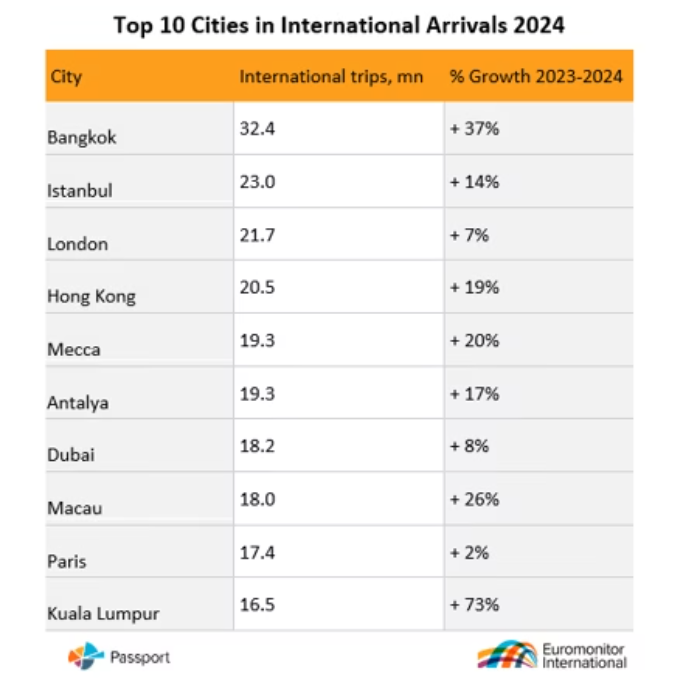 Top 10 Cities in International Arrivals 2024
City International trips, mn % Growth 2023-2024
Bangkok 32.4 + 37%
Istanbul 23.0 + 14%
London 21.7 + 7%
Hong Kong 20.5 + 19%
Mecca 19.3 + 20%
Antalya 19.3 + 17%
Dubai 18.2 + 8%
Macau 18.0 + 26%
Paris 17.4 + 2%
Kuala Lumpur 16.5 + 73%
Passport
Euromonitor
International